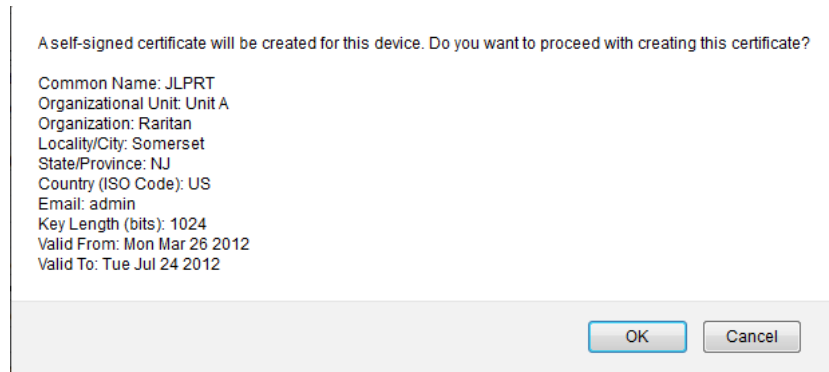 A self-signed certificate will be created for this device. Do you want to proceed with creating this certificate?
Common Name: JLPRT
Organizational Unit: Unit A
Organization: Raritan
Locality/City: Somerset
State/Province: NJ
Country (ISO Code): US
Email: admin
Key Length (bits): 1024
Valid From: Mon Mar 26 2012
Valid To: Tue Jul 24 2012
OK Cancel